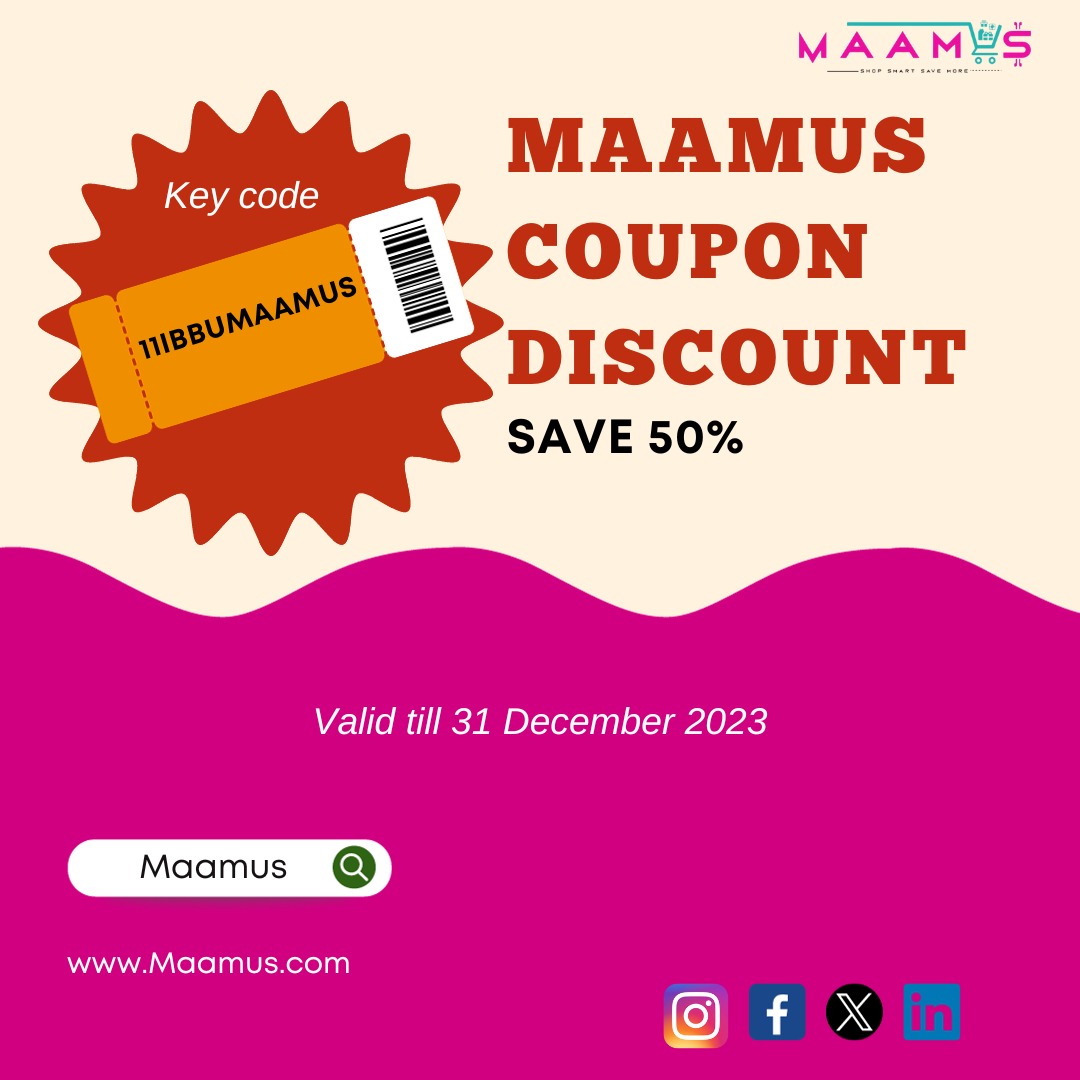 MAAMUS
SHOP SMART SAVE MORE
MAAMUS
COUPON
DISCOUNT
SAVE 50%
Key code
11IBBUMAAMUS
Valid till 31 December 2023
Maamus
www.Maamus.com